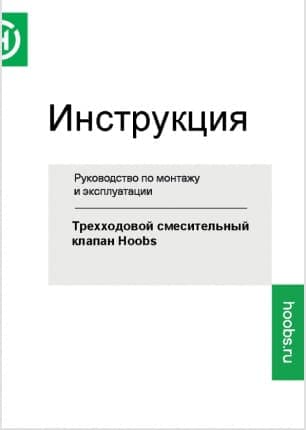 Инструкция
Руководство по монтажу
и эксплуатации
Трехходовой смесительный
клапан Hoobs
hoobs.ru